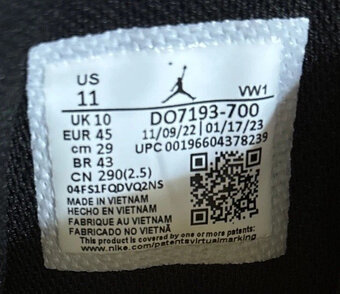 US
11
VW1
UK 10
DO7193-700
EUR 45
11/09/22 01/17/23
cm 29
UPC 00196604378239
BR 43
CN 290(2.5)
04FS1FQDVQ2NS
MADE IN VIETNAM
HECHO EN VIETNAM
FABRIQUÉ AU VIETNAM
FABRICADO NO VIETNÃ
This product is covered by one or more patents:
www.nike.com/patentsvirtualmarking